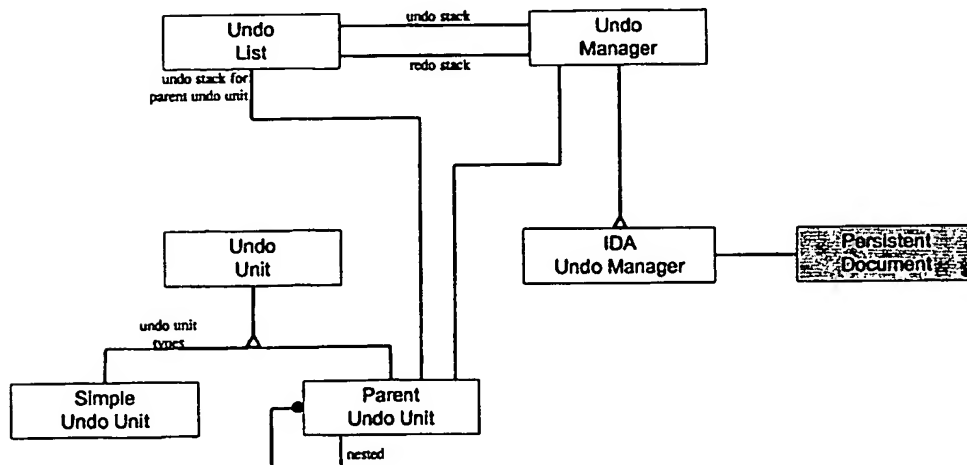 undo stack
Undo
List
Undo
Manager
redo stack
undo stack for
parent undo unit
Undo
Unit
IDA
Undo Manager
Persistent
Document
undo unit
types
Simple
Undo Unit
Parent
Undo Unit
nested